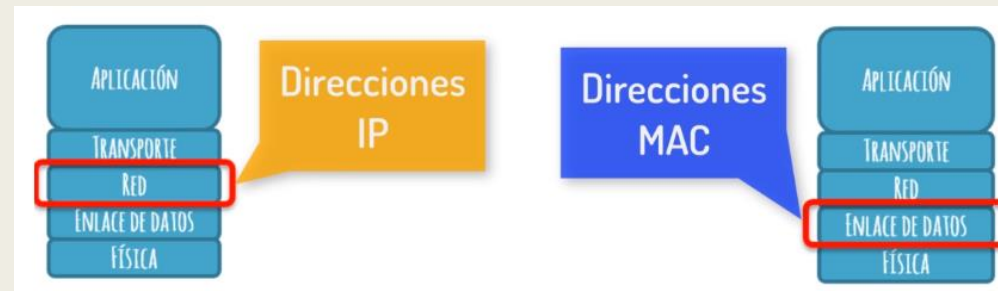 APLICACIÓN
TRANSPORTE
RED
ENLACE DE DATOS
FÍSICA
Direcciones
IP
Direcciones
MAC
APLICACIÓN
TRANSPORTE
RED
ENLACE DE DATOS
FÍSICA